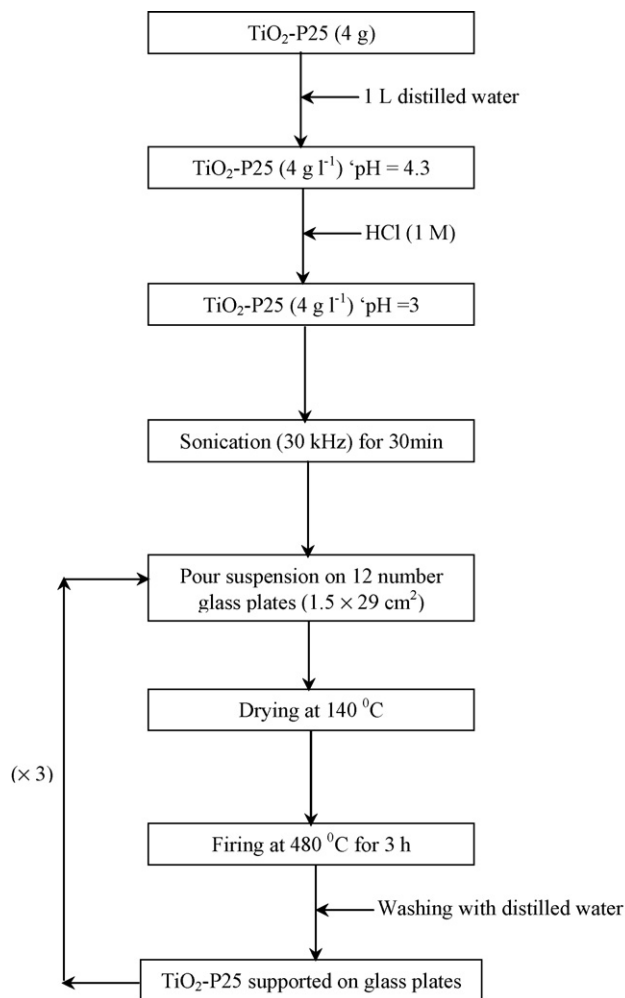 TiO₂-P25 (4 g)
1 L distilled water
TiO₂-P25 (4 g l⁻¹) ‘pH = 4.3
HCl (1 M)
TiO₂-P25 (4 g l⁻¹) ‘pH =3
Sonication (30 kHz) for 30min
Pour suspension on 12 number
glass plates (1.5 × 29 cm²)
Drying at 140 ⁰C
(× 3)
Firing at 480 ⁰C for 3 h
Washing with distilled water
TiO₂-P25 supported on glass plates